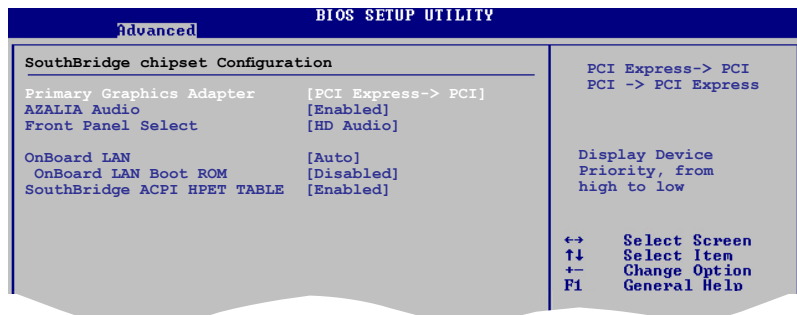 BIOS SETUP UTILITY
Advanced
SouthBridge chipset Configuration
Primary Graphics Adapter [PCI Express-> PCI]
AZALIA Audio [Enabled]
Front Panel Select [HD Audio]
OnBoard LAN [Auto]
OnBoard LAN Boot ROM [Disabled]
SouthBridge ACPI HPET TABLE [Enabled]
PCI Express-> PCI
PCI -> PCI Express
Display Device
Priority, from
high to low
←→ Select Screen
↑↓ Select Item
+- Change Option
F1 General Help